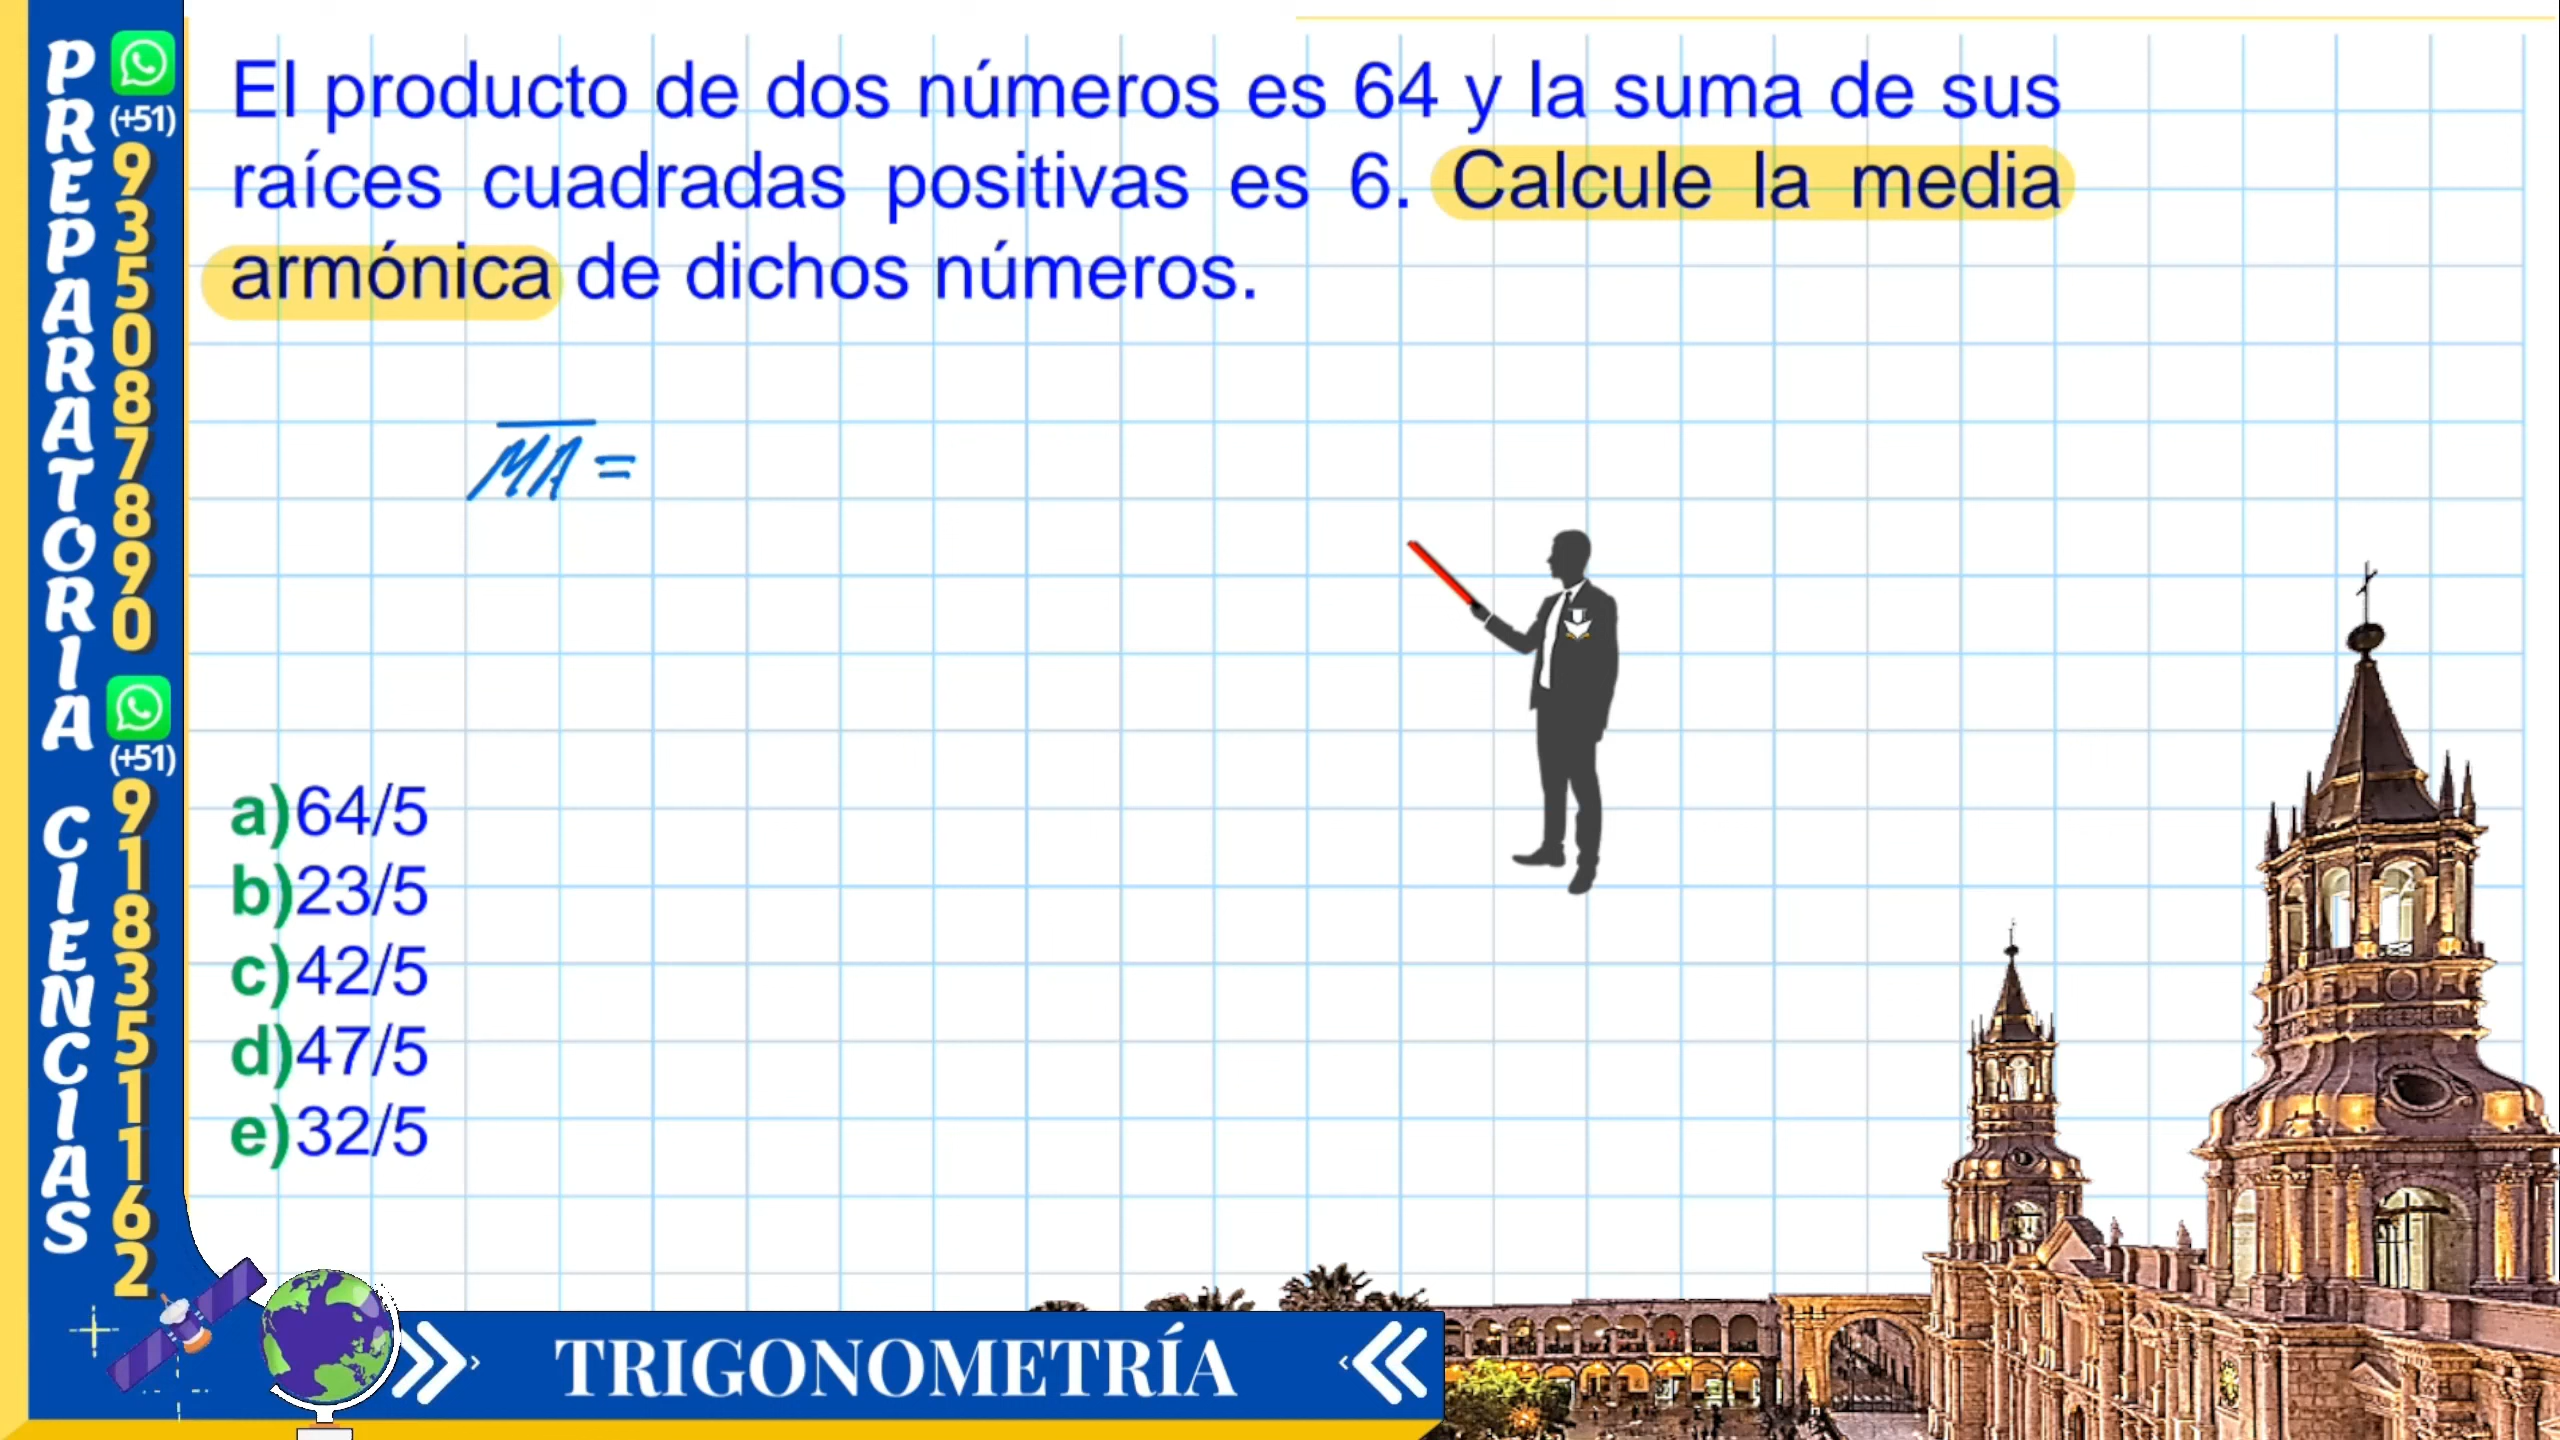 PREPARATORIA CIENCIAS
(+51)
935087890
(+51)
918351162
El producto de dos números es 64 y la suma de sus
raíces cuadradas positivas es 6. Calcule la media
armónica de dichos números.
MA=
a)64/5
b)23/5
c)42/5
d)47/5
e)32/5
TRIGONOMETRÍA